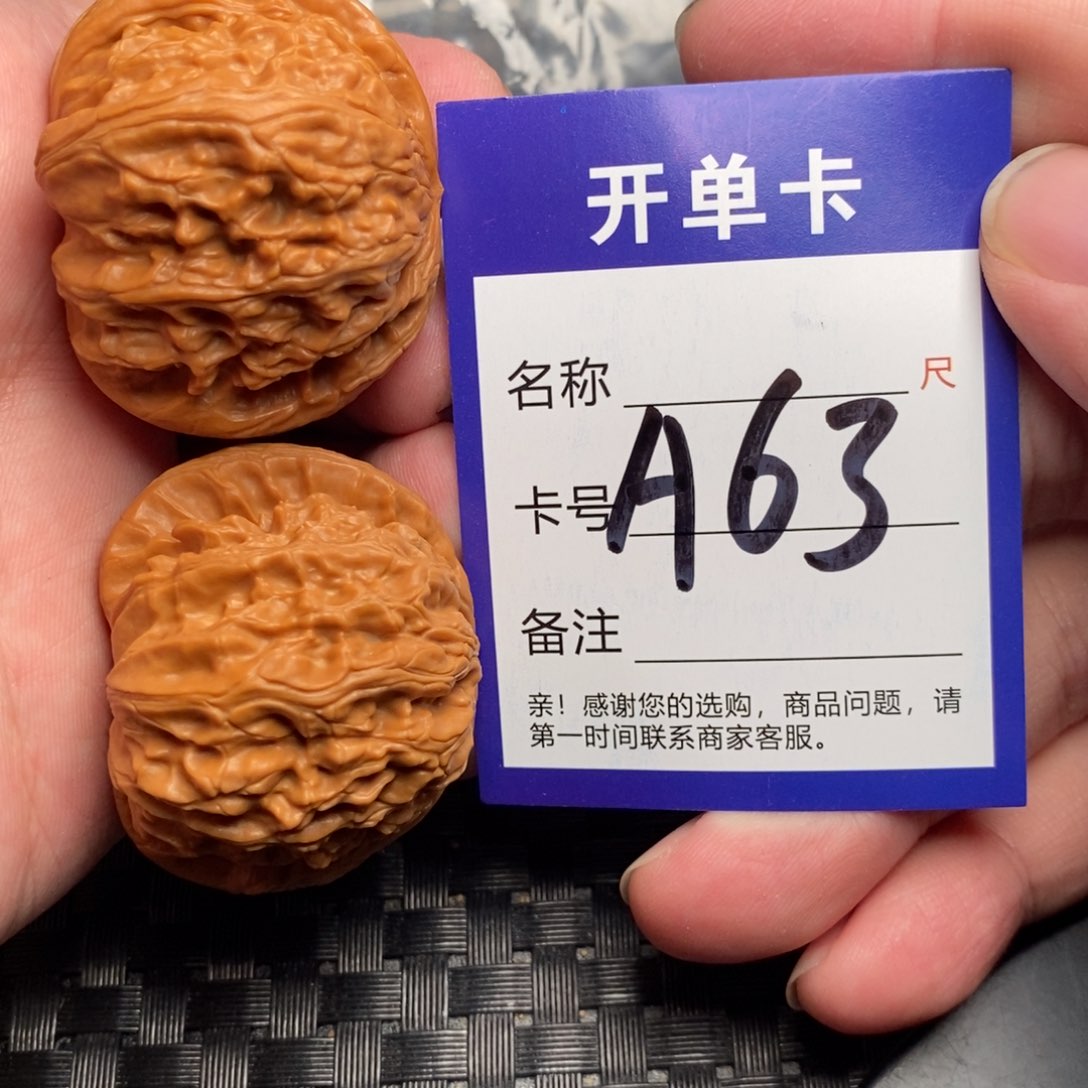 开单卡
名称 尺
卡号 A63
备注
亲！感谢您的选购，商品问题，请
第一时间联系商家客服。